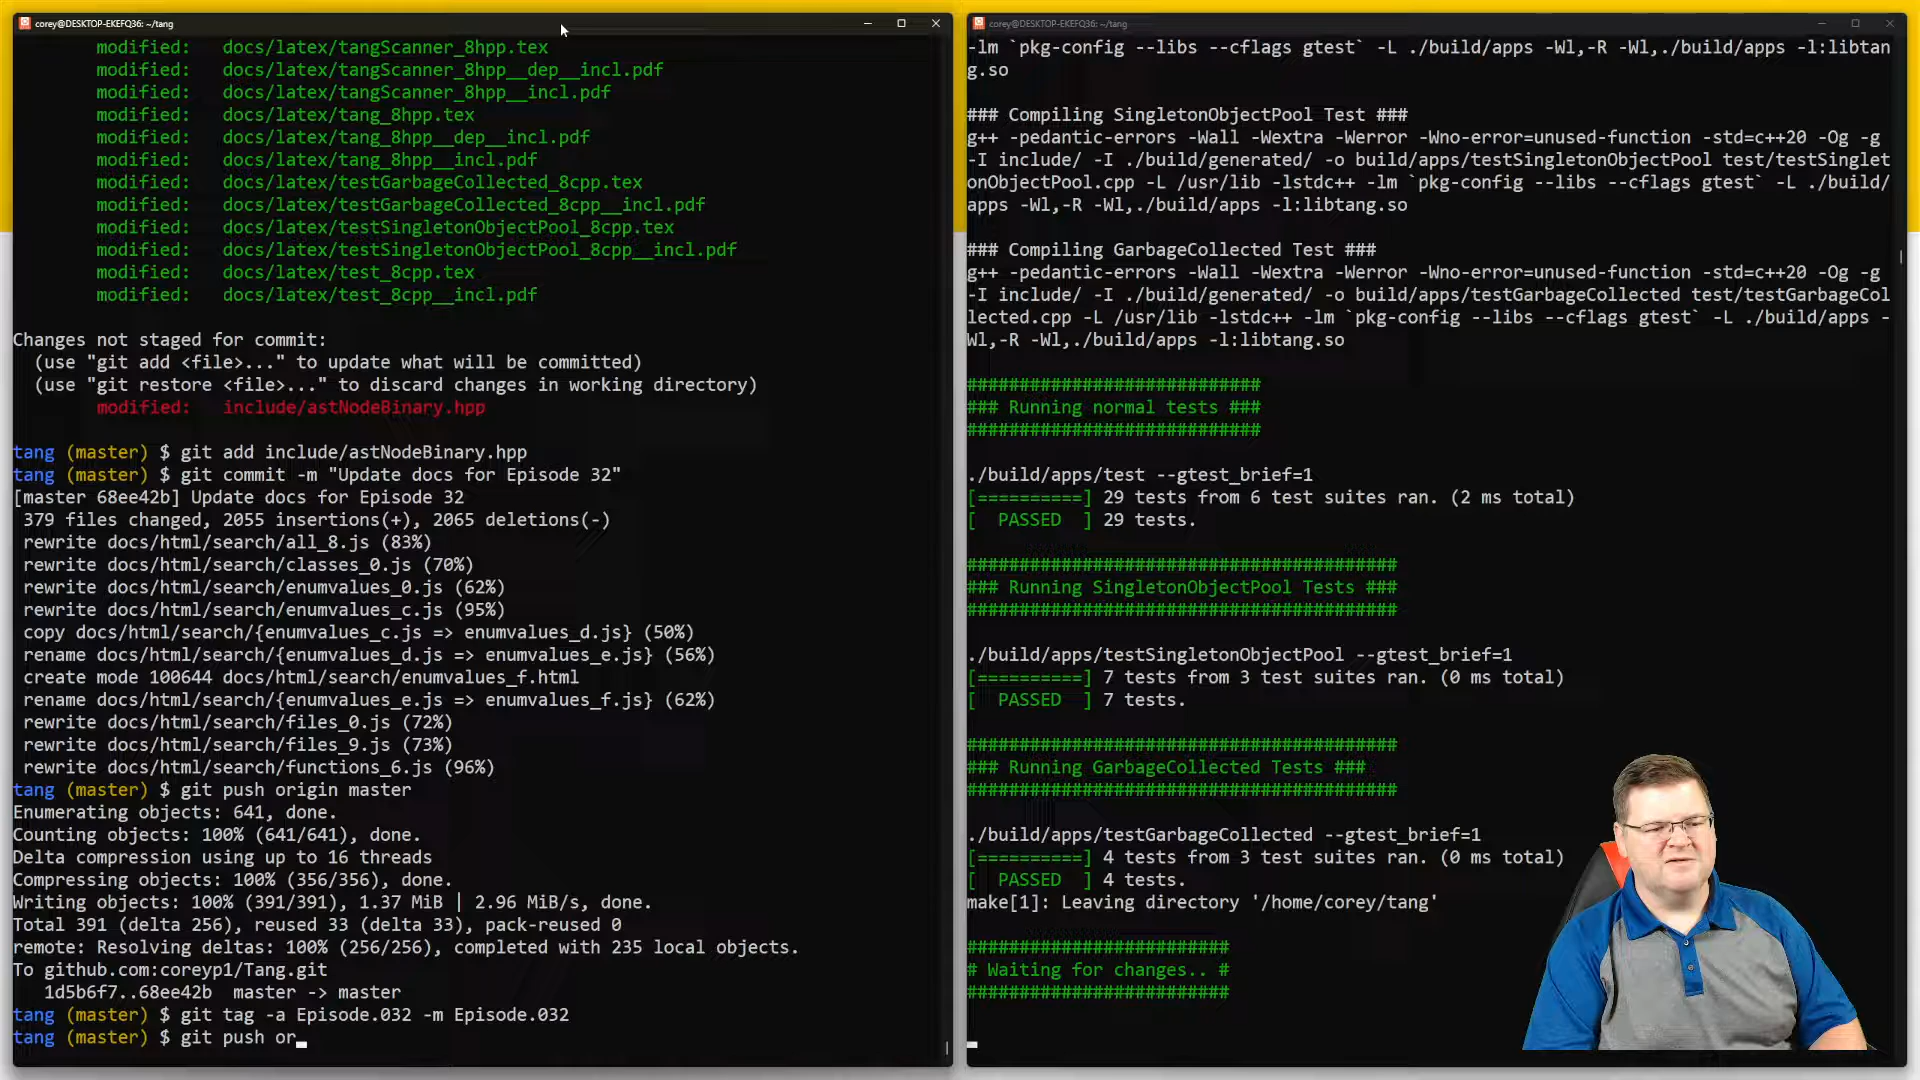 corey@DESKTOP-EKEFQ36: ~/tang
modified:   docs/latex/tangScanner_8hpp.tex
modified:   docs/latex/tangScanner_8hpp__dep__incl.pdf
modified:   docs/latex/tangScanner_8hpp__incl.pdf
modified:   docs/latex/tang_8hpp.tex
modified:   docs/latex/tang_8hpp__dep__incl.pdf
modified:   docs/latex/tang_8hpp__incl.pdf
modified:   docs/latex/testGarbageCollected_8cpp.tex
modified:   docs/latex/testGarbageCollected_8cpp__incl.pdf
modified:   docs/latex/testSingletonObjectPool_8cpp.tex
modified:   docs/latex/testSingletonObjectPool_8cpp__incl.pdf
modified:   docs/latex/test_8cpp.tex
modified:   docs/latex/test_8cpp__incl.pdf
Changes not staged for commit:
(use "git add <file>..." to update what will be committed)
(use "git restore <file>..." to discard changes in working directory)
modified:   include/astNodeBinary.hpp
tang (master) $ git add include/astNodeBinary.hpp
tang (master) $ git commit -m "Update docs for Episode 32"
[master 68ee42b] Update docs for Episode 32
379 files changed, 2055 insertions(+), 2065 deletions(-)
rewrite docs/html/search/all_8.js (83%)
rewrite docs/html/search/classes_0.js (70%)
rewrite docs/html/search/enumvalues_0.js (62%)
rewrite docs/html/search/enumvalues_c.js (95%)
copy docs/html/search/{enumvalues_c.js => enumvalues_d.js} (50%)
rename docs/html/search/{enumvalues_d.js => enumvalues_e.js} (56%)
create mode 100644 docs/html/search/enumvalues_f.html
rename docs/html/search/{enumvalues_e.js => enumvalues_f.js} (62%)
rewrite docs/html/search/files_0.js (72%)
rewrite docs/html/search/files_9.js (73%)
rewrite docs/html/search/functions_6.js (96%)
tang (master) $ git push origin master
Enumerating objects: 641, done.
Counting objects: 100% (641/641), done.
Delta compression using up to 16 threads
Compressing objects: 100% (356/356), done.
Writing objects: 100% (391/391), 1.37 MiB | 2.96 MiB/s, done.
Total 391 (delta 256), reused 33 (delta 33), pack-reused 0
remote: Resolving deltas: 100% (256/256), completed with 235 local objects.
To github.com:coreyp1/Tang.git
1d5b6f7..68ee42b  master -> master
tang (master) $ git tag -a Episode.032 -m Episode.032
tang (master) $ git push or
corey@DESKTOP-EKEFQ36: ~/tang
-lm `pkg-config --libs --cflags gtest` -L ./build/apps -Wl,-R -Wl,./build/apps -l:libtan
g.so
### Compiling SingletonObjectPool Test ###
g++ -pedantic-errors -Wall -Wextra -Werror -Wno-error=unused-function -std=c++20 -Og -g
-I include/ -I ./build/generated/ -o build/apps/testSingletonObjectPool test/testSinglet
onObjectPool.cpp -L /usr/lib -lstdc++ -lm `pkg-config --libs --cflags gtest` -L ./build/
apps -Wl,-R -Wl,./build/apps -l:libtang.so
### Compiling GarbageCollected Test ###
g++ -pedantic-errors -Wall -Wextra -Werror -Wno-error=unused-function -std=c++20 -Og -g
-I include/ -I ./build/generated/ -o build/apps/testGarbageCollected test/testGarbageCol
lected.cpp -L /usr/lib -lstdc++ -lm `pkg-config --libs --cflags gtest` -L ./build/apps -
Wl,-R -Wl,./build/apps -l:libtang.so
############################
### Running normal tests ###
############################
./build/apps/test --gtest_brief=1
[==========] 29 tests from 6 test suites ran. (2 ms total)
[  PASSED  ] 29 tests.
#########################################
### Running SingletonObjectPool Tests ###
#########################################
./build/apps/testSingletonObjectPool --gtest_brief=1
[==========] 7 tests from 3 test suites ran. (0 ms total)
[  PASSED  ] 7 tests.
#########################################
### Running GarbageCollected Tests ###
#########################################
./build/apps/testGarbageCollected --gtest_brief=1
[==========] 4 tests from 3 test suites ran. (0 ms total)
[  PASSED  ] 4 tests.
make[1]: Leaving directory '/home/corey/tang'
#########################
# Waiting for changes.. #
#########################